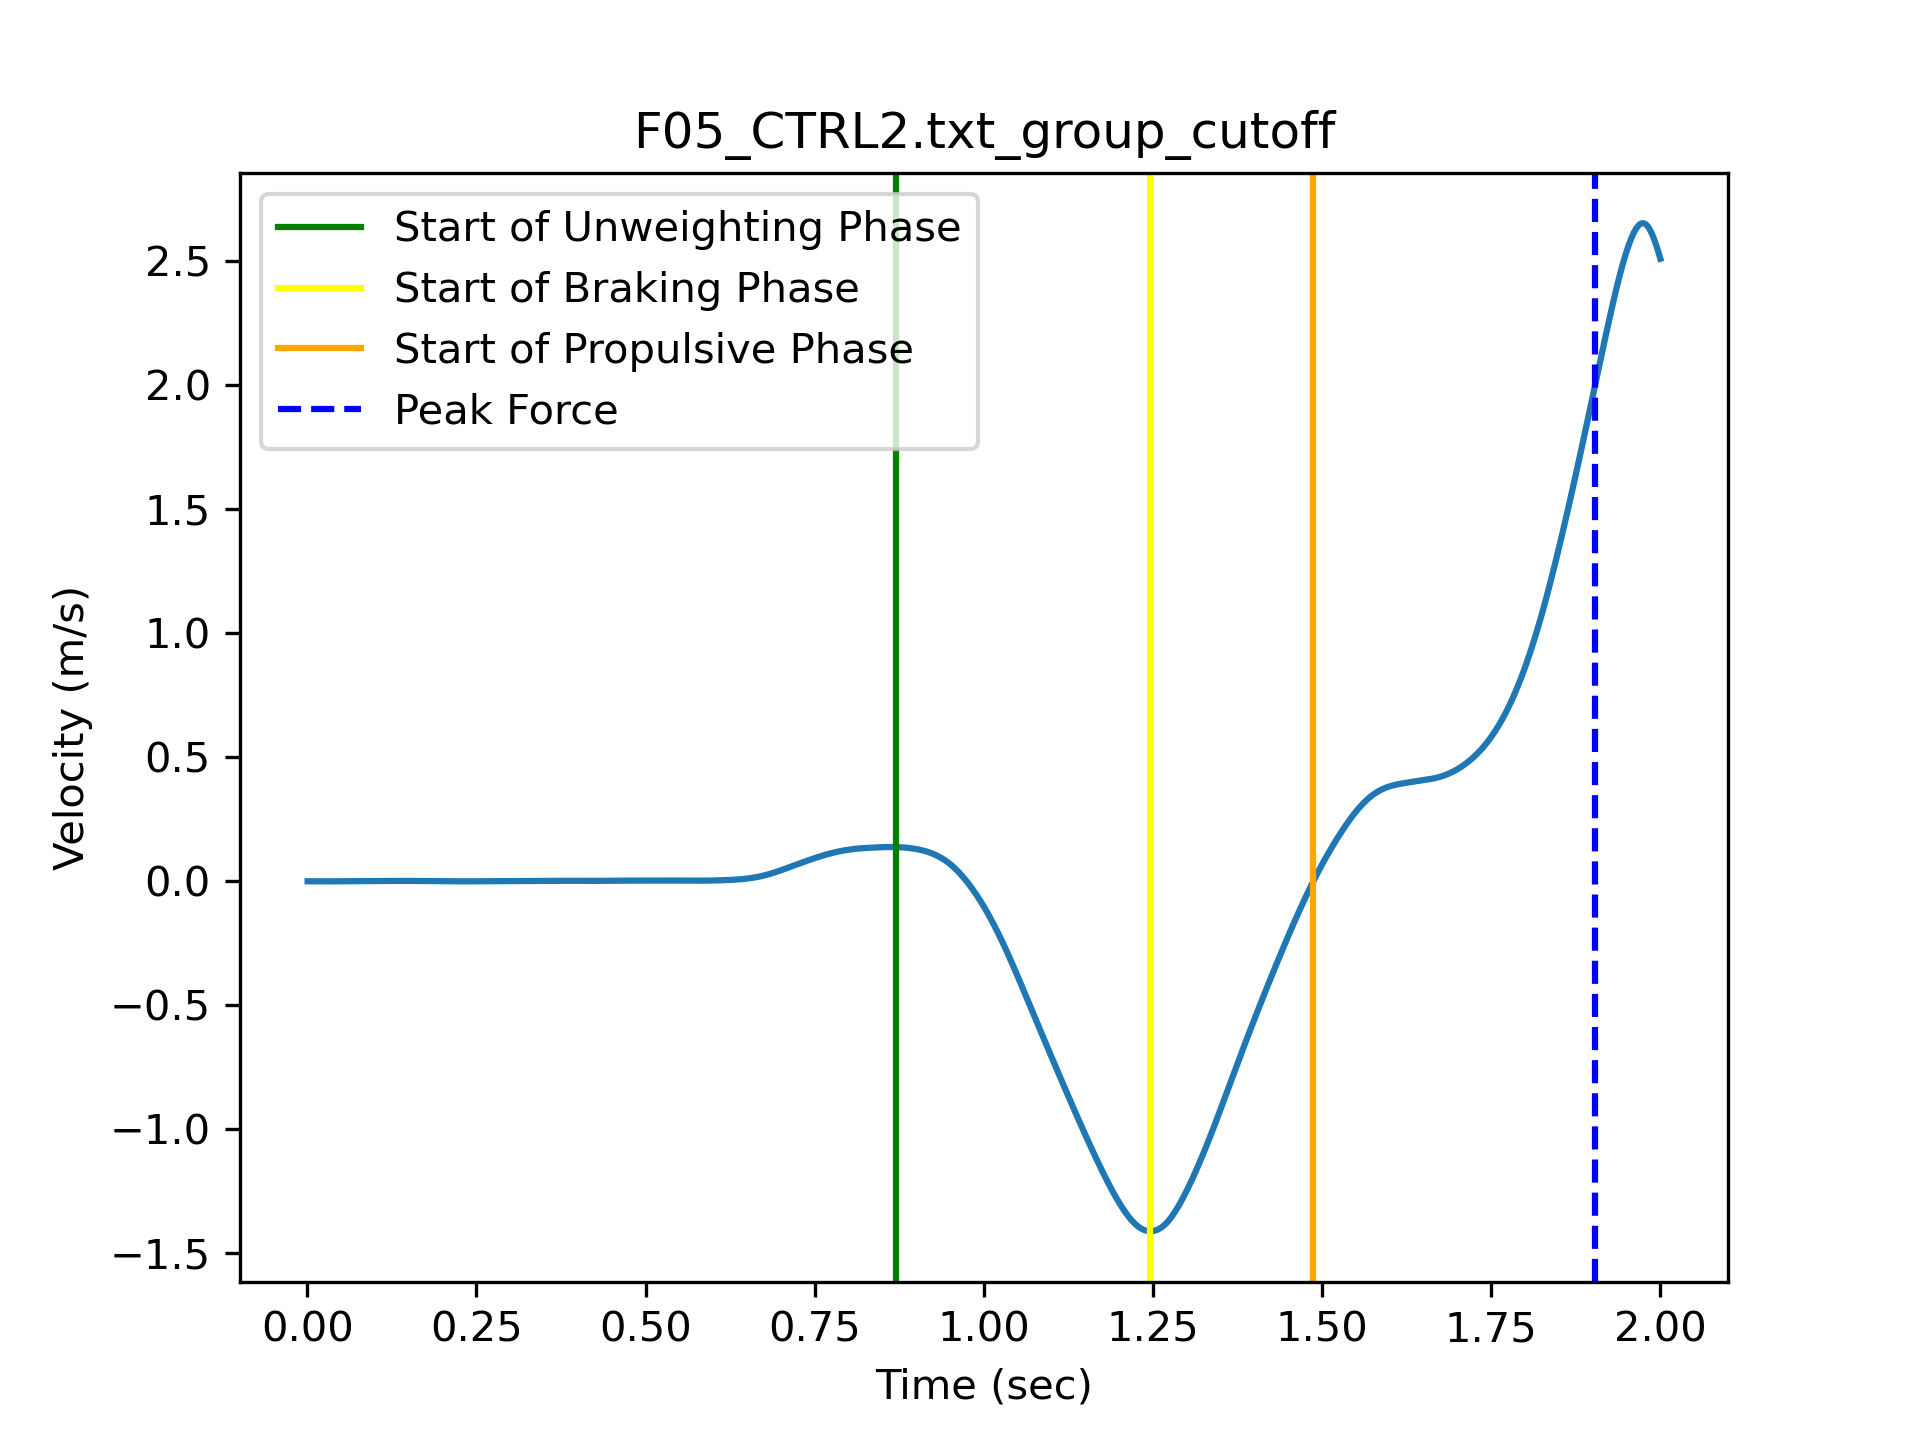 F05_CTRL2.txt_group_cutoff
Start of Unweighting Phase
Start of Braking Phase
Start of Propulsive Phase
Peak Force
Velocity (m/s)
2.5
2.0
1.5
1.0
0.5
0.0
−0.5
−1.0
−1.5
0.00 0.25 0.50 0.75 1.00 1.25 1.50 1.75 2.00
Time (sec)